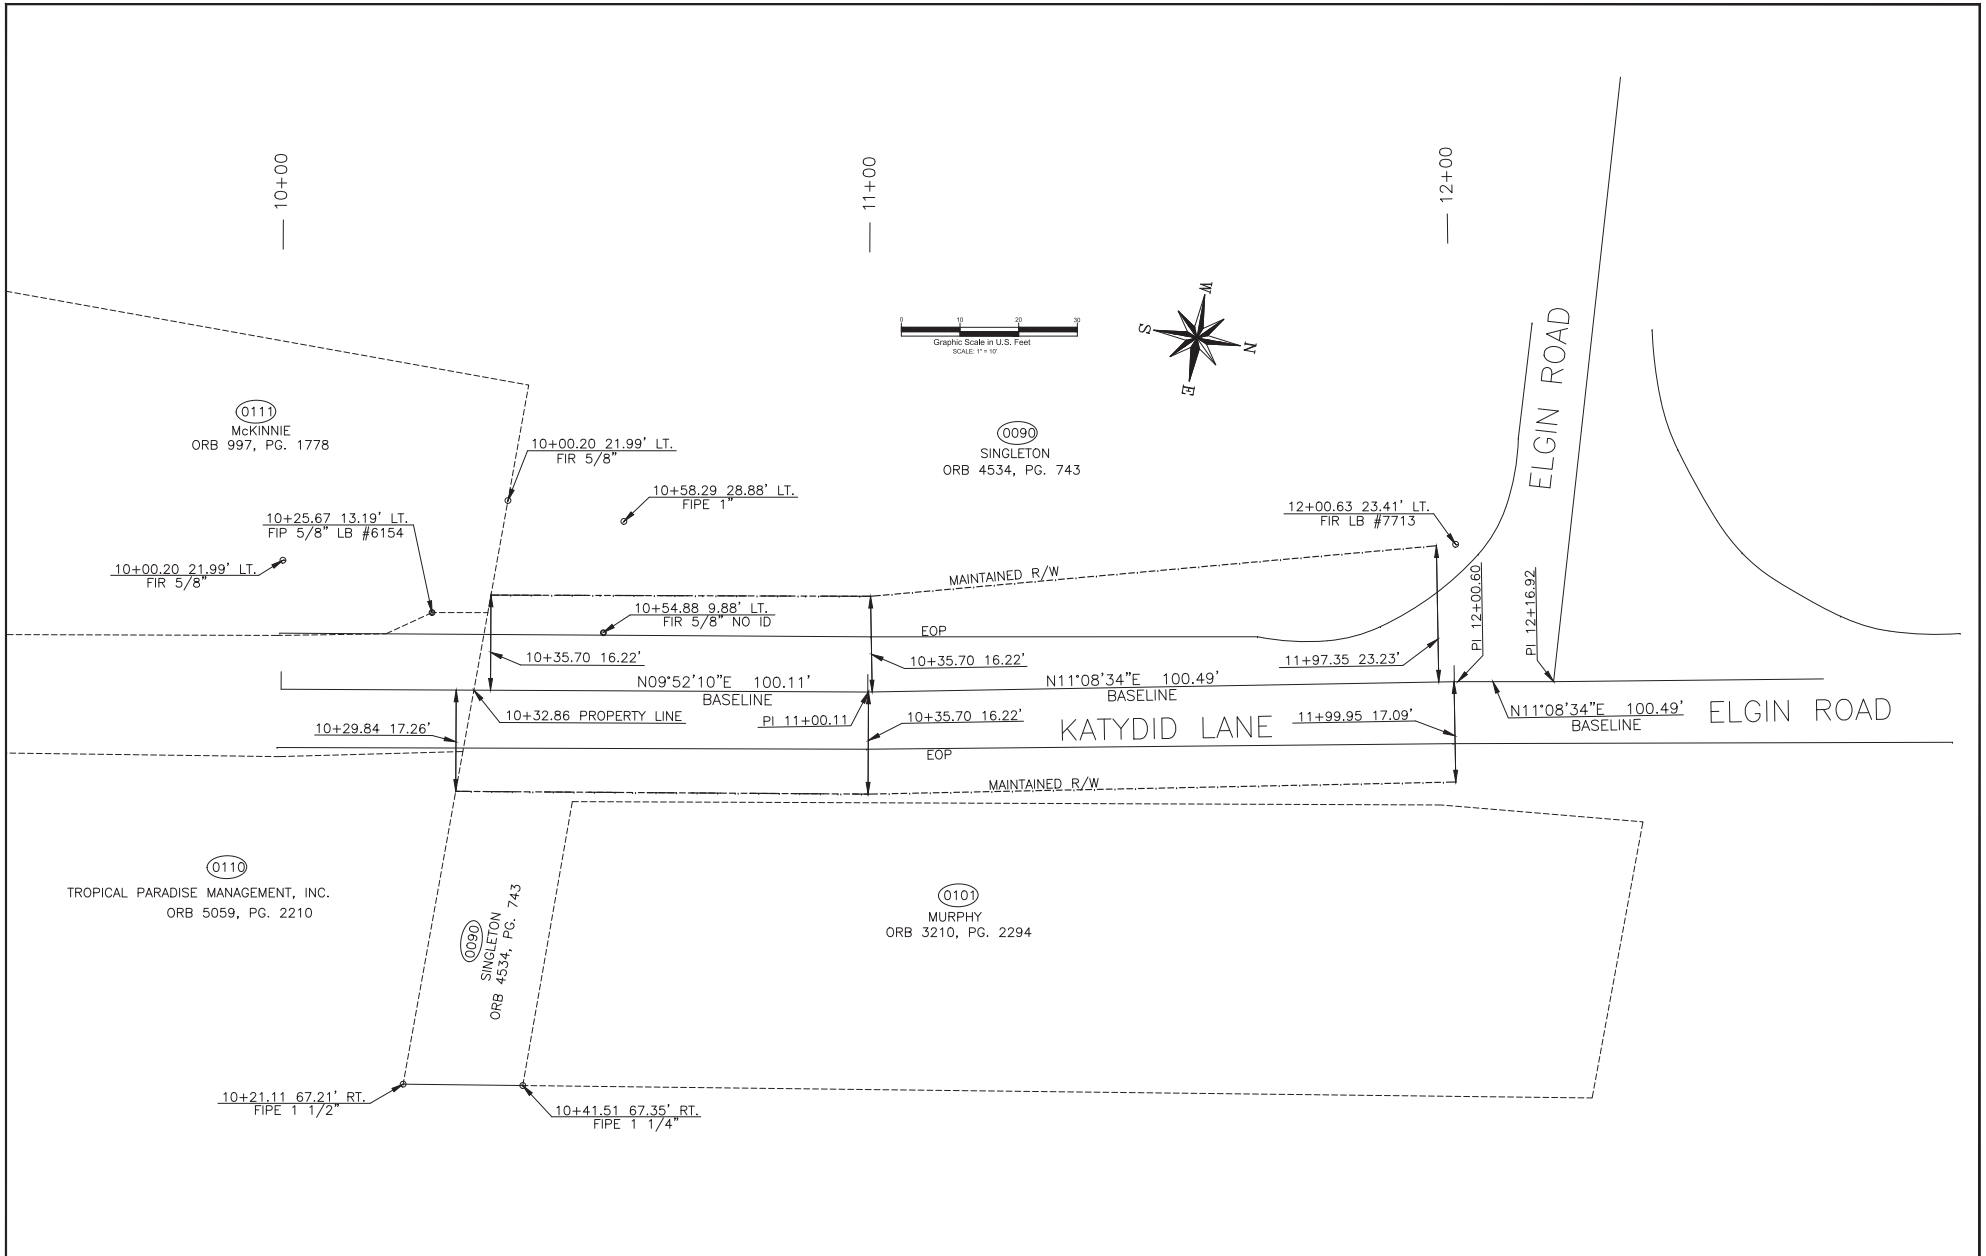 10+00
11+00
12+00
0 10 20 30
Graphic Scale in U.S. Feet
SCALE: 1" = 10'
W
S
N
E
ELGIN ROAD
0111
McKINNIE
ORB 997, PG. 1778
10+00.20 21.99' LT.
FIR 5/8"
0090
SINGLETON
ORB 4534, PG. 743
10+58.29 28.88' LT.
FIPE 1"
10+25.67 13.19' LT.
FIP 5/8" LB #6154
12+00.63 23.41' LT.
FIR LB #7713
10+00.20 21.99' LT.
FIR 5/8"
MAINTAINED R/W
PI 12+00.60
PI 12+16.92
10+54.88 9.88' LT.
FIR 5/8" NO ID
EOP
10+35.70 16.22'
10+35.70 16.22'
11+97.35 23.23'
N09°52'10"E 100.11'
BASELINE
N11°08'34"E 100.49'
BASELINE
10+32.86 PROPERTY LINE
PI 11+00.11
10+35.70 16.22'
KATYDID LANE
11+99.95 17.09'
N11°08'34"E 100.49'
BASELINE
ELGIN ROAD
10+29.84 17.26'
EOP
MAINTAINED R/W
0110
TROPICAL PARADISE MANAGEMENT, INC.
ORB 5059, PG. 2210
0090
SINGLETON
ORB 4534, PG. 743
0101
MURPHY
ORB 3210, PG. 2294
10+21.11 67.21' RT.
FIPE 1 1/2"
10+41.51 67.35' RT.
FIPE 1 1/4"